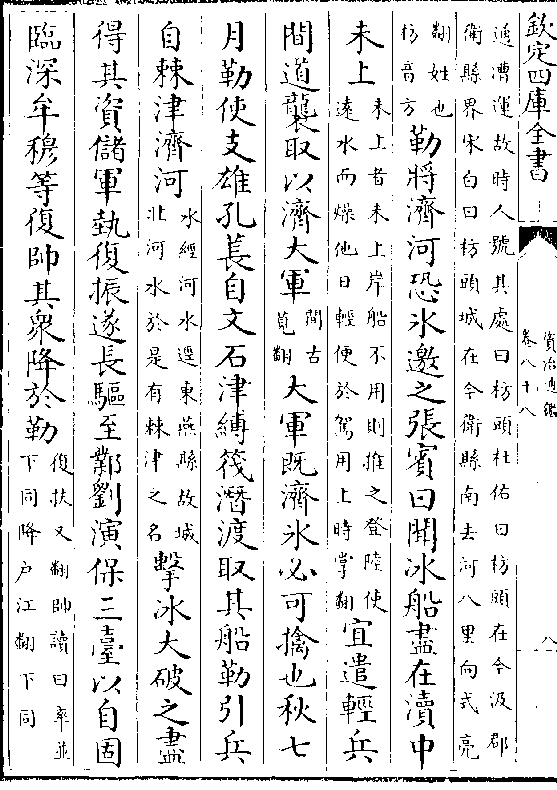 欽定四庫全書
資治通鑑
卷八十八
八
通漕運故時人號其處曰枋頭杜佑曰枋頭在今汲郡
衛縣界宋白曰枋頭城在今衛縣南去河八里向式亮
翻姓也
枋音方
勒將濟河恐氷邀之張賓曰聞冰船盡在瀆中
未上
未上者未上岸船不用則推之登陸使
遠水而燥他日輕便於駕用上時掌翻
宜遣輕兵
間道襲取以濟大軍
間古
莧翻
大軍既濟氷必可擒也秋七
月勒使支雄孔萇自文石津縛筏潛渡取其船勒引兵
自棘津濟河
水經河水逕東燕縣故城
北河水於是有棘津之名
擊冰大破之盡
得其資儲軍埶復振遂長驅至鄴劉演保三臺以自固
臨深牟穆等復帥其衆降於勒
復扶又翻帥讀曰率並
下同降户江翻下同